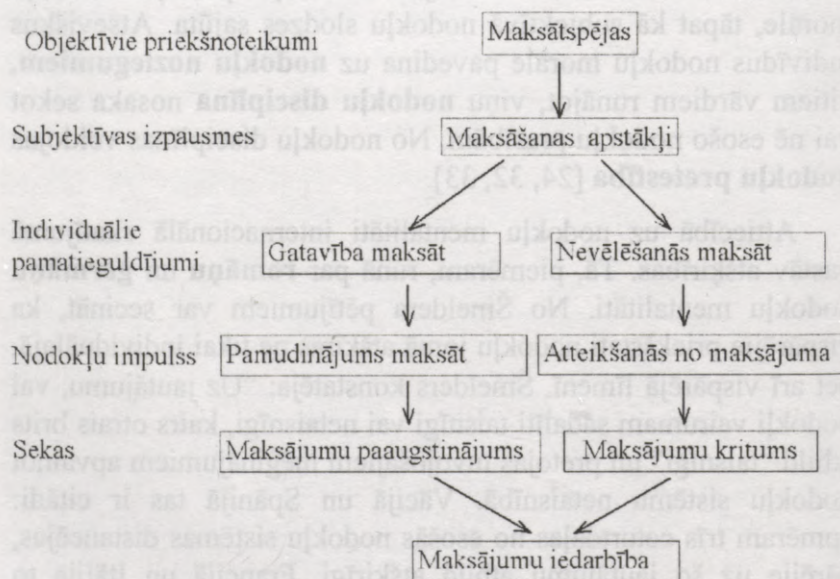 Objektīvie priekšnoteikumi
Maksātspējas
Subjektīvas izpausmes
Maksāšanas apstākļi
Individuālie
pamatieguldījumi
Gatavība maksāt
Nevēlēšanās maksāt
Nodokļu impulss
Pamudinājums maksāt
Atteikšanās no maksājuma
Sekas
Maksājumu paaugstinājums
Maksājumu kritums
Maksājumu iedarbība